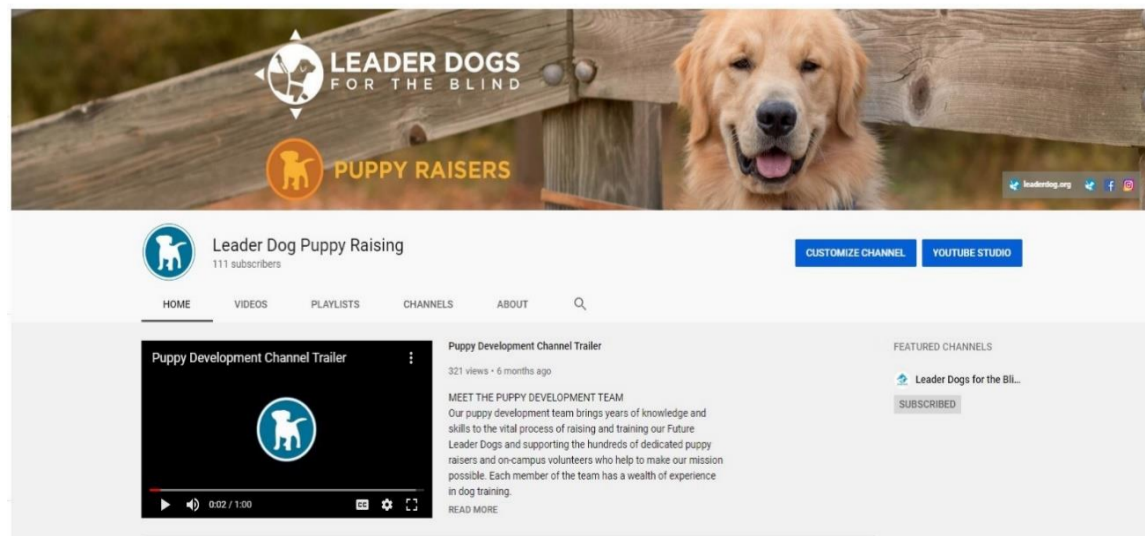 LEADER DOGS
FOR THE BLIND
PUPPY RAISERS
leaderdog.org
Leader Dog Puppy Raising
111 subscribers
CUSTOMIZE CHANNEL
YOUTUBE STUDIO
HOME VIDEOS PLAYLISTS CHANNELS ABOUT
Puppy Development Channel Trailer
0:02 / 1:00
CC
Puppy Development Channel Trailer
321 views • 6 months ago
MEET THE PUPPY DEVELOPMENT TEAM
Our puppy development team brings years of knowledge and
skills to the vital process of raising and training our Future
Leader Dogs and supporting the hundreds of dedicated puppy
raisers and on-campus volunteers who help to make our mission
possible. Each member of the team has a wealth of experience
in dog training.
READ MORE
FEATURED CHANNELS
Leader Dogs for the Bli...
SUBSCRIBED